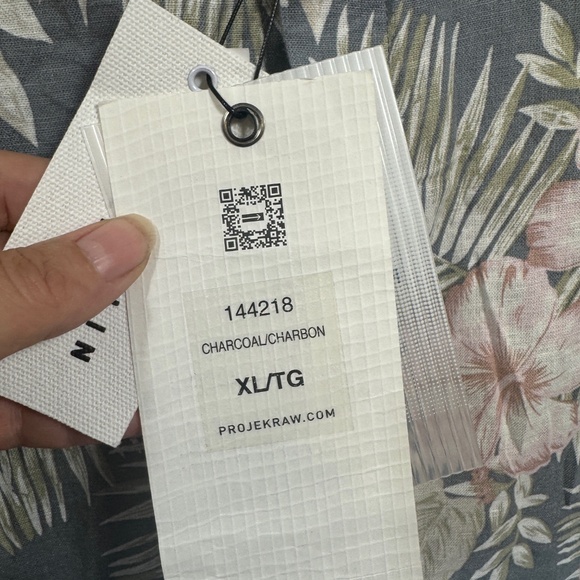 144218
CHARCOAL/CHARBON
XL/TG
PROJEKRAW.COM